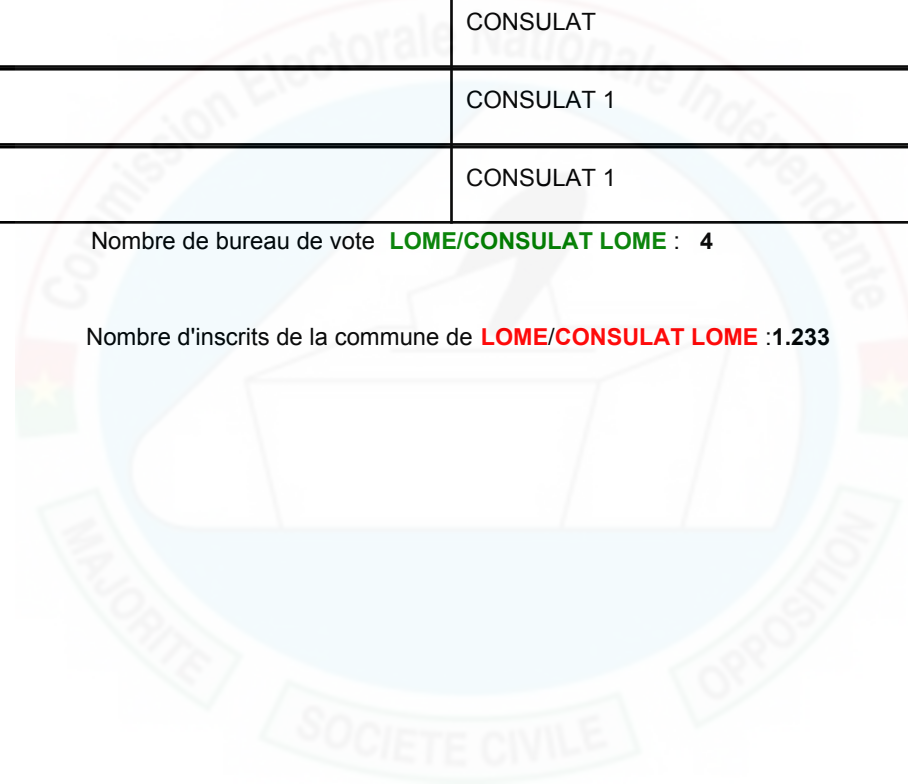 CONSULAT
CONSULAT 1
CONSULAT 1
Nombre de bureau de vote LOME/CONSULAT LOME : 4
Nombre d'inscrits de la commune de LOME/CONSULAT LOME :1.233
Commission Electorale Nationale Indépendante
MAJORITE
SOCIETE CIVILE
OPPOSITION